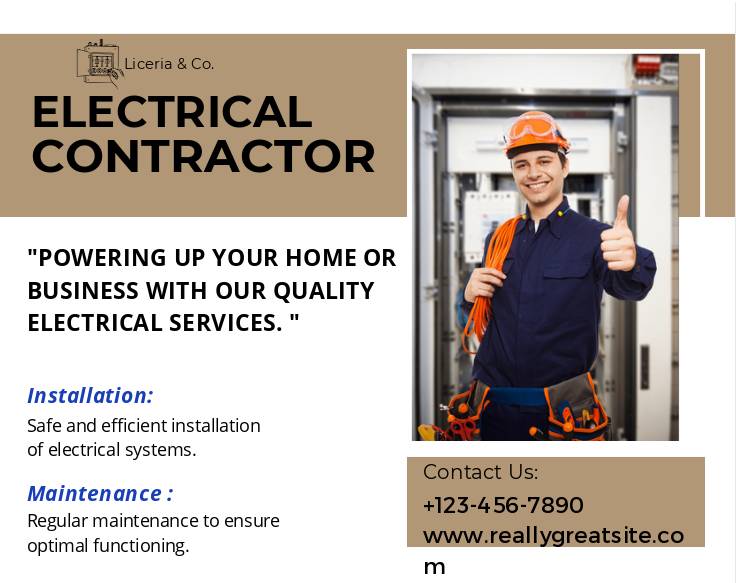 Liceria & Co.
ELECTRICAL
CONTRACTOR
"POWERING UP YOUR HOME OR
BUSINESS WITH OUR QUALITY
ELECTRICAL SERVICES. "
Installation:
Safe and efficient installation
of electrical systems.
Maintenance :
Regular maintenance to ensure
optimal functioning.
Contact Us:
+123-456-7890
www.reallygreatsite.co
m